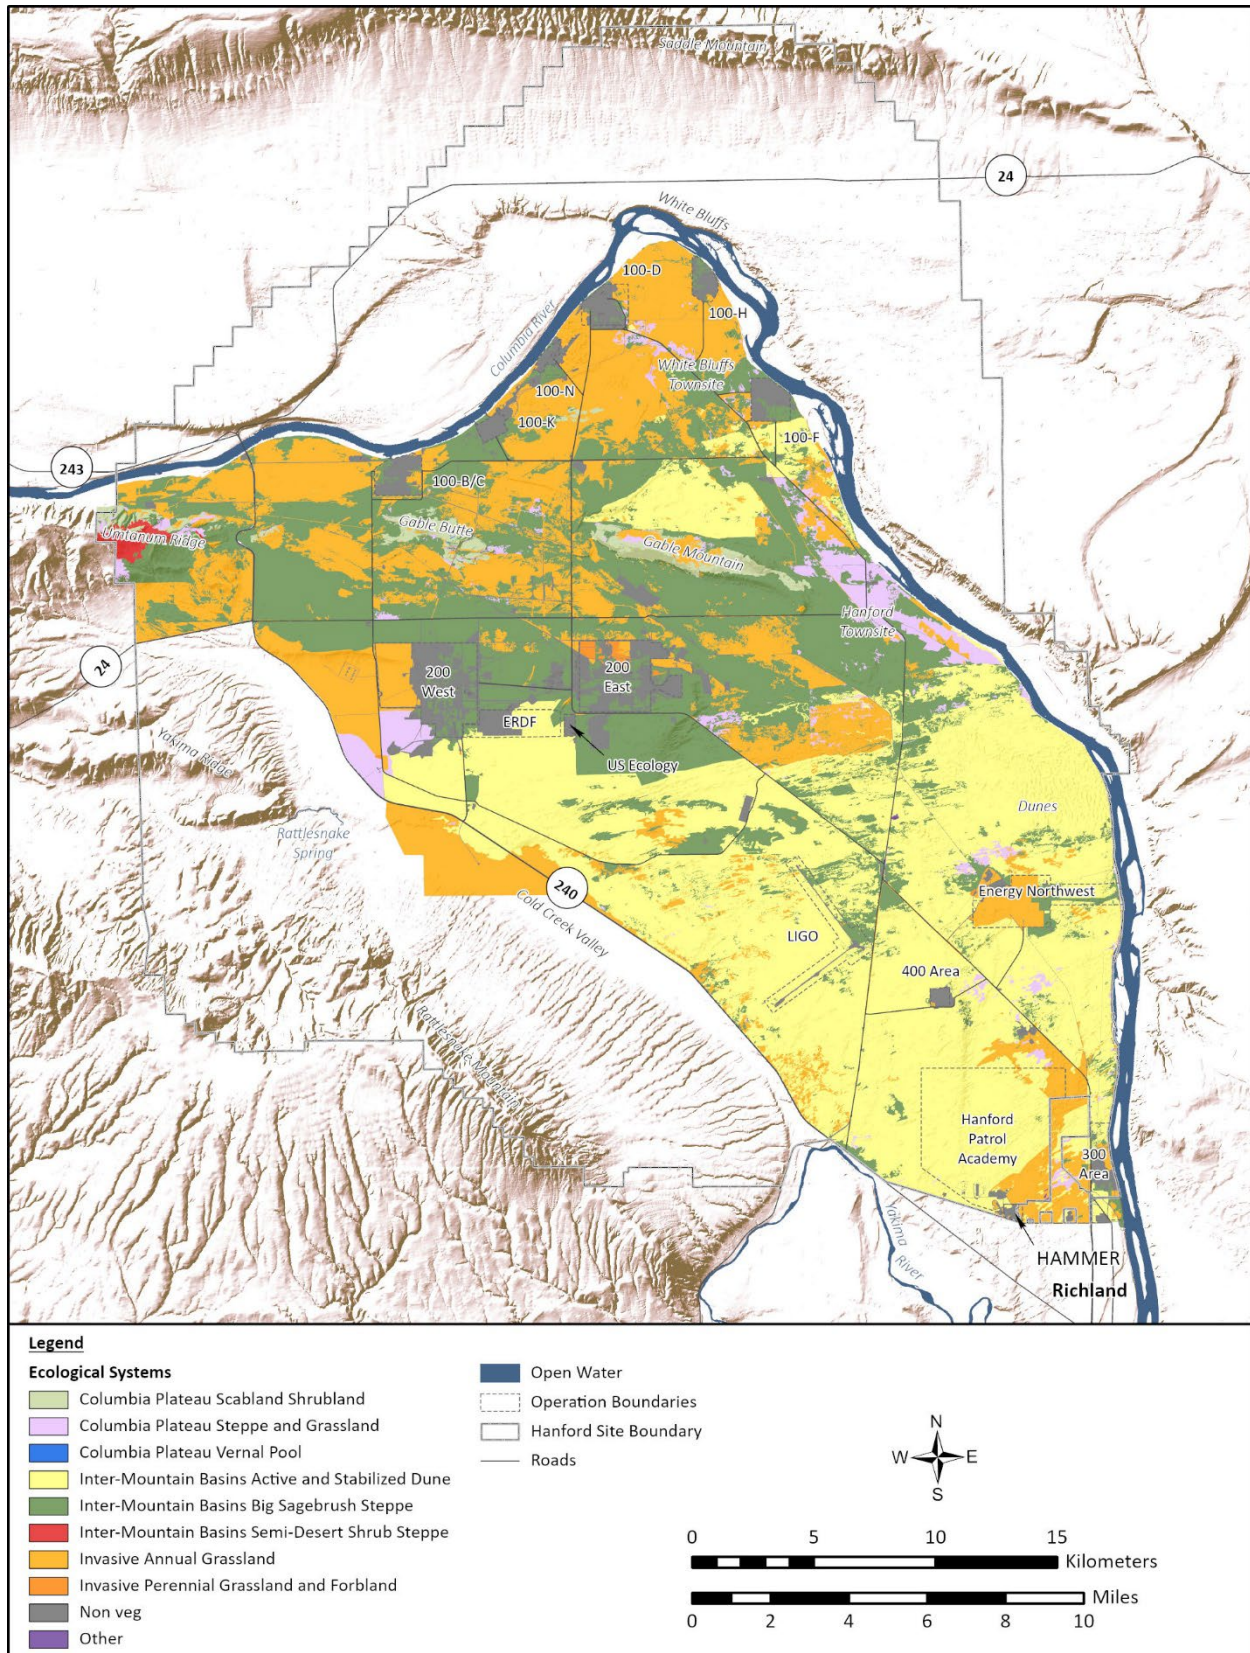 Saddle Mountain
24
White Bluffs
100-D
100-H
Columbia River
White Bluffs
Townsite
100-N
100-K
100-F
243
100-B/C
Gable Butte
Umtanum Ridge
Gable Mountain
Hanford
Townsite
24
200
West
200
East
ERDF
US Ecology
Yakima Ridge
Dunes
Rattlesnake
Spring
240
Energy Northwest
Cold Creek Valley
LIGO
400 Area
Rattlesnake Mountain
Hanford
Patrol
Academy
300
Area
Yakima
River
HAMMER
Richland
Legend
Ecological Systems
Columbia Plateau Scabland Shrubland
Columbia Plateau Steppe and Grassland
Columbia Plateau Vernal Pool
Inter-Mountain Basins Active and Stabilized Dune
Inter-Mountain Basins Big Sagebrush Steppe
Inter-Mountain Basins Semi-Desert Shrub Steppe
Invasive Annual Grassland
Invasive Perennial Grassland and Forbland
Non veg
Other
Open Water
Operation Boundaries
Hanford Site Boundary
Roads
N
W E
S
0 5 10 15
Kilometers
Miles
0 2 4 6 8 10